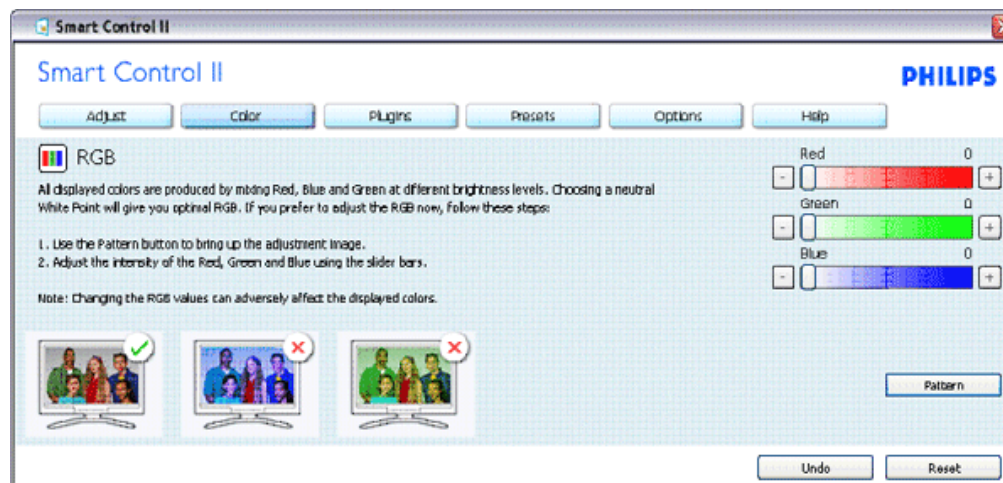 Smart Control II
Smart Control II
PHILIPS
Adjust Color Plugins Presets Options Help
RGB
All displayed colors are produced by mixing Red, Blue and Green at different brightness levels. Choosing a neutral
White Point will give you optimal RGB. If you prefer to adjust the RGB now, follow these steps:
1. Use the Pattern button to bring up the adjustment image.
2. Adjust the intensity of the Red, Green and Blue using the slider bars.
Note: Changing the RGB values can adversely affect the displayed colors.
Red 0
- +
Green 0
- +
Blue 0
- +
Pattern
Undo Reset